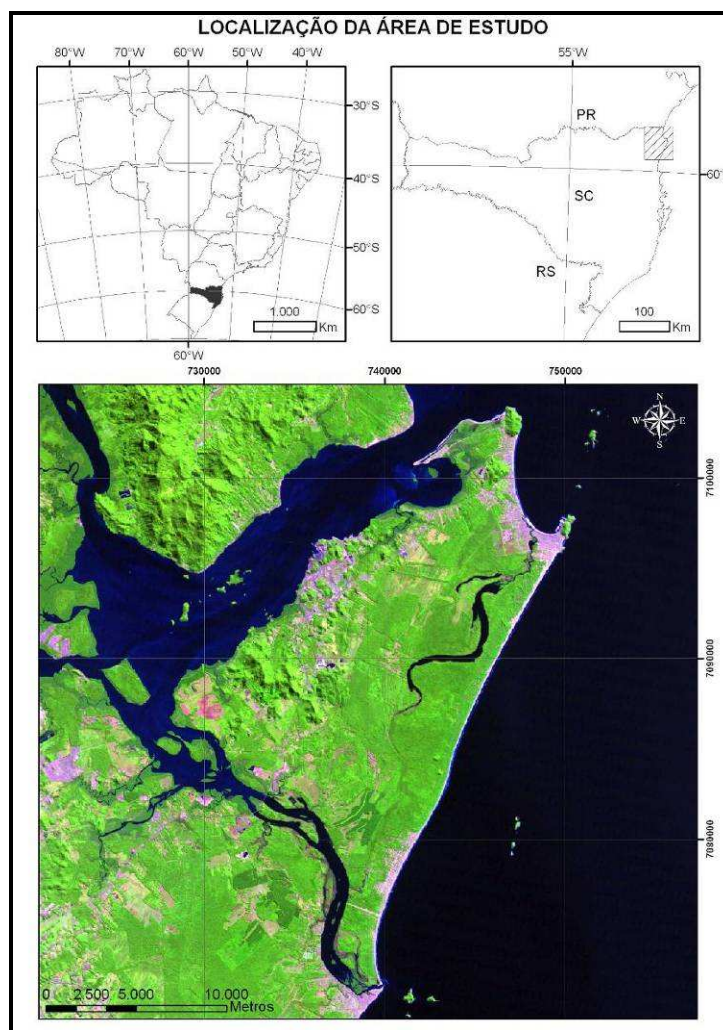 LOCALIZAÇÃO DA ÁREA DE ESTUDO
80°W 70°W 60°W 50°W 40°W
55°W
30°S
40°S
50°S
60°S
60°W
1.000
Km
PR
SC
RS
60°
100
Km
730000 740000 750000
N
W E
S
7100000
7090000
7080000
0 2.500 5.000 10.000
Metros